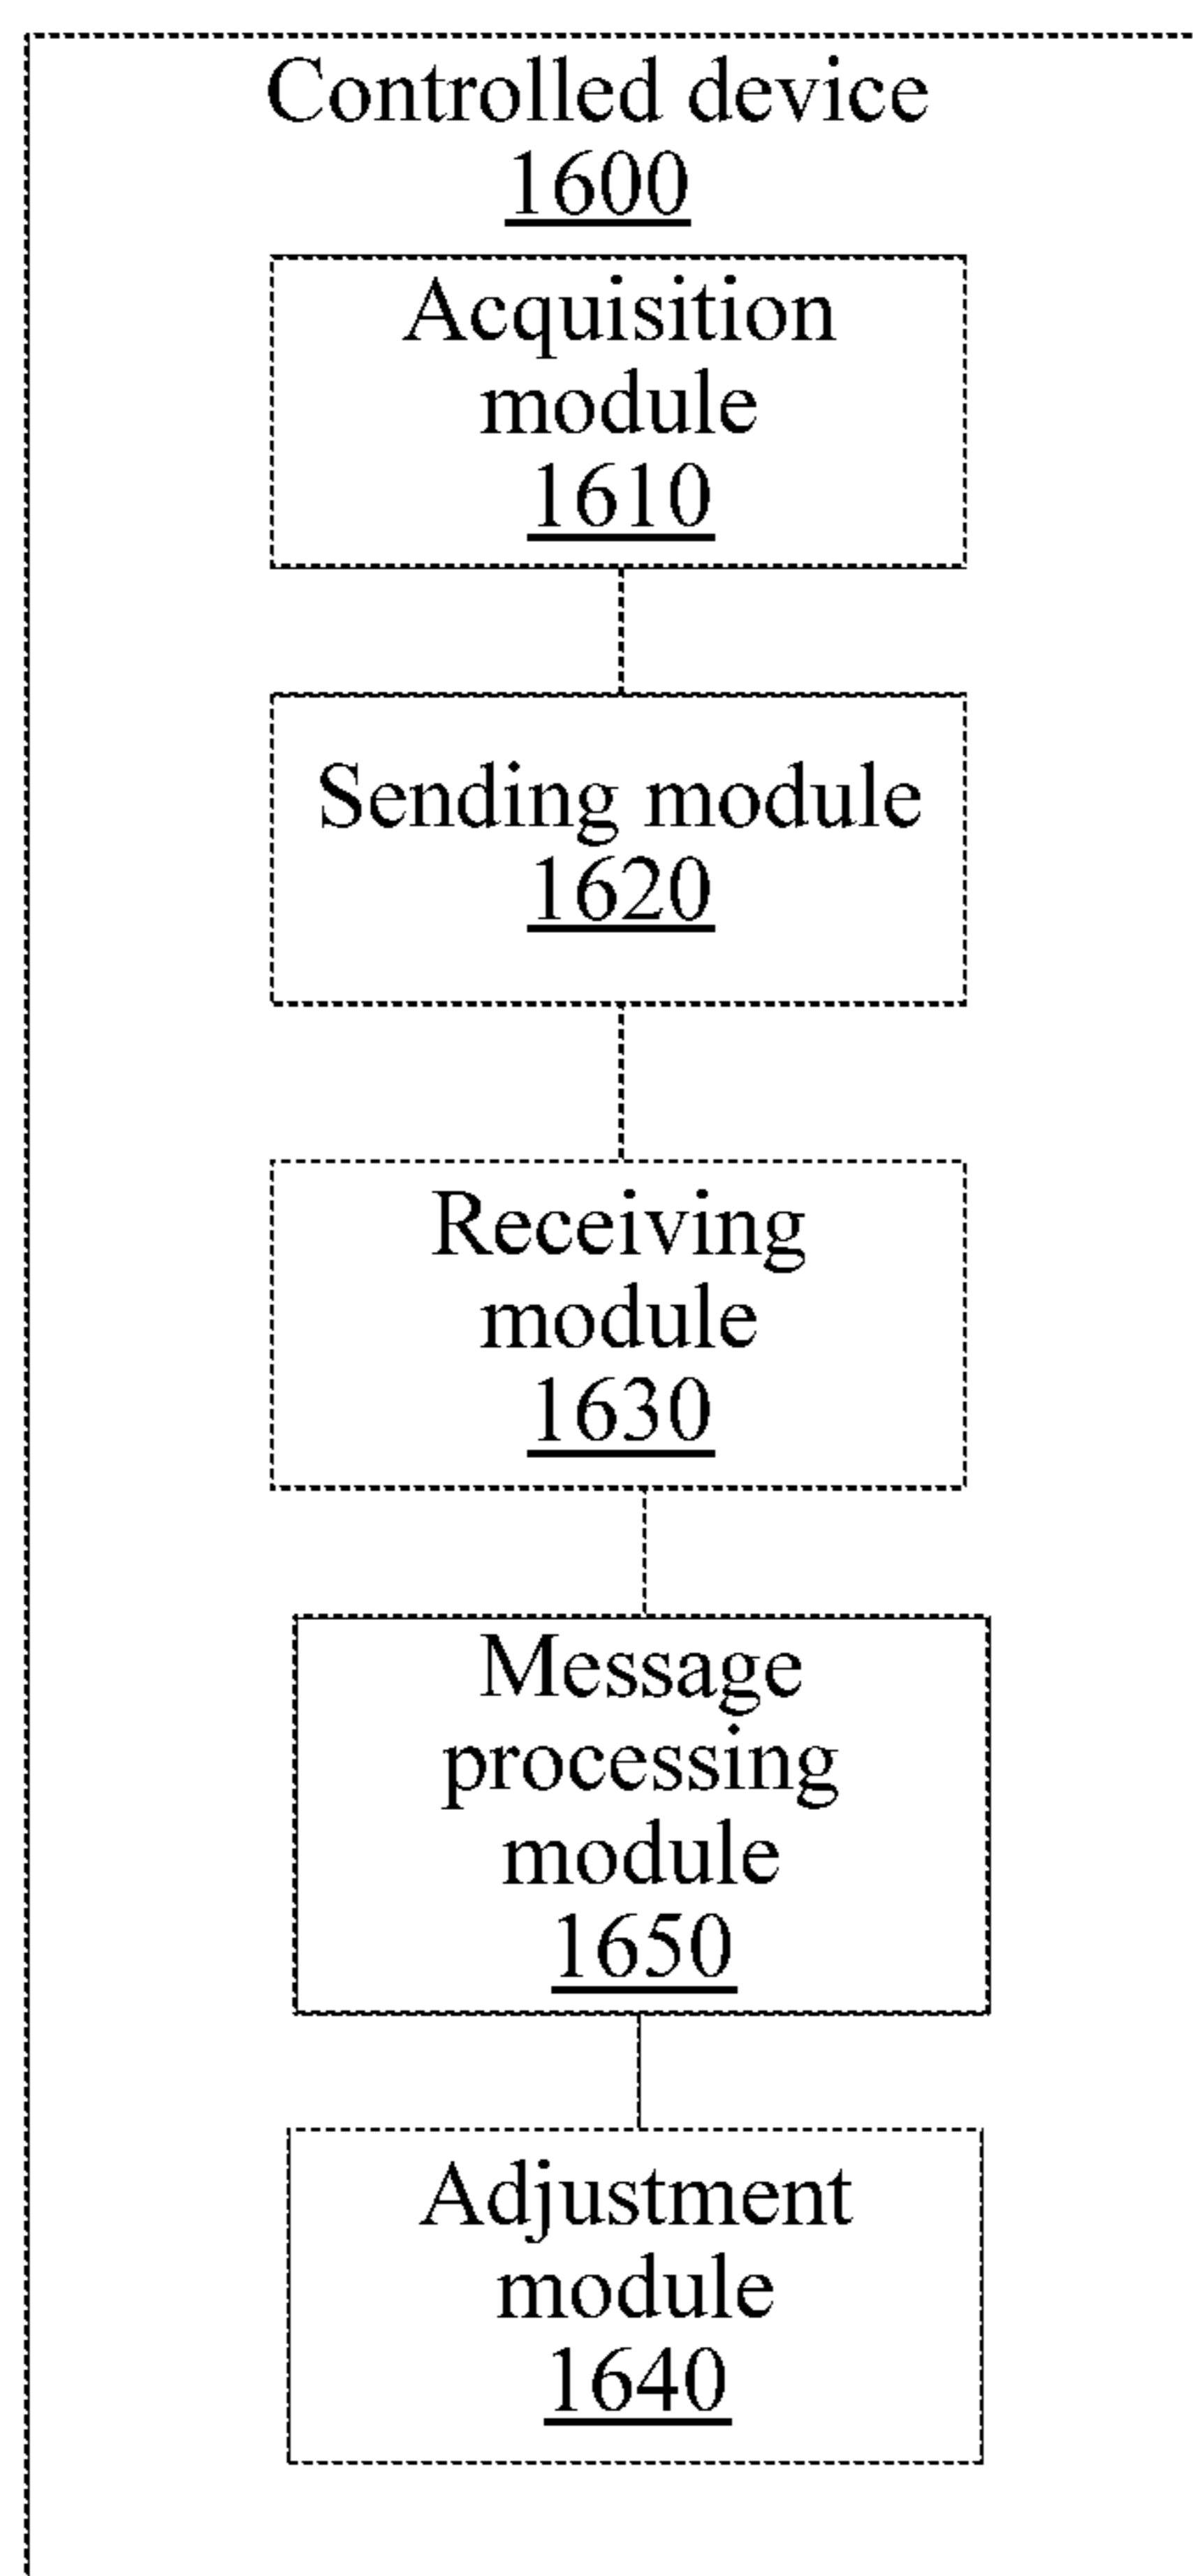 Controlled device
1600
Acquisition
module
1610
Sending module
1620
Receiving
module
1630
Message
processing
module
1650
Adjustment
module
1640